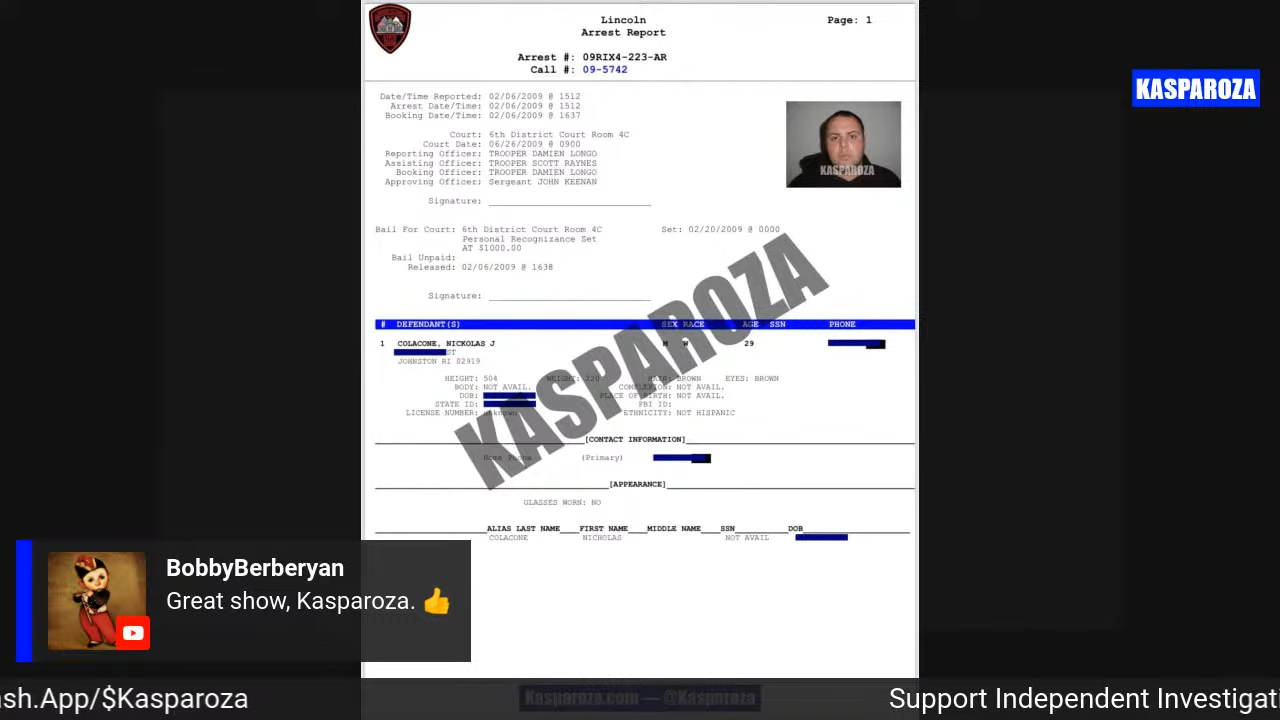 Lincoln
Page: 1
Arrest Report
Arrest #: 09RIX4-223-AR
Call #: 09-5742
KASPAROZA
Date/Time Reported: 02/06/2009 @ 1512
Arrest Date/Time: 02/06/2009 @ 1512
Booking Date/Time: 02/06/2009 @ 1637
Court: 6th District Court Room 4C
Court Date: 06/26/2009 @ 0900
Reporting Officer: TROOPER DAMIEN LONGO
Assisting Officer: TROOPER SCOTT RAYNES
Booking Officer: TROOPER DAMIEN LONGO
Approving Officer: Sergeant JOHN KEENAN
KASPAROZA
Signature:
Bail For Court: 6th District Court Room 4C Set: 02/20/2009 @ 0000
Personal Recognizance Set
AT $1000.00
Bail Unpaid:
Released: 02/06/2009 @ 1638
Signature:
KASPAROZA
# DEFENDANT(S) SEX RACE AGE SSN PHONE
1 COLACONE, NICKOLAS J M W 29
ST
JOHNSTON RI 02919
HEIGHT: 504 WEIGHT: 220 HAIR: BROWN EYES: BROWN
BODY: NOT AVAIL. COMPLEXION: NOT AVAIL.
DOB: PLACE OF BIRTH: NOT AVAIL.
STATE ID: FBI ID:
LICENSE NUMBER: unknown ETHNICITY: NOT HISPANIC
[CONTACT INFORMATION]
Home Phone (Primary)
[APPEARANCE]
GLASSES WORN: NO
ALIAS LAST NAME FIRST NAME MIDDLE NAME SSN DOB
COLACONE NICHOLAS NOT AVAIL
BobbyBerberyan
Great show, Kasparoza. 👍
ash App/$Kasparoza
Kasparoza.com — @Kasparoza
Support Independent Investigat